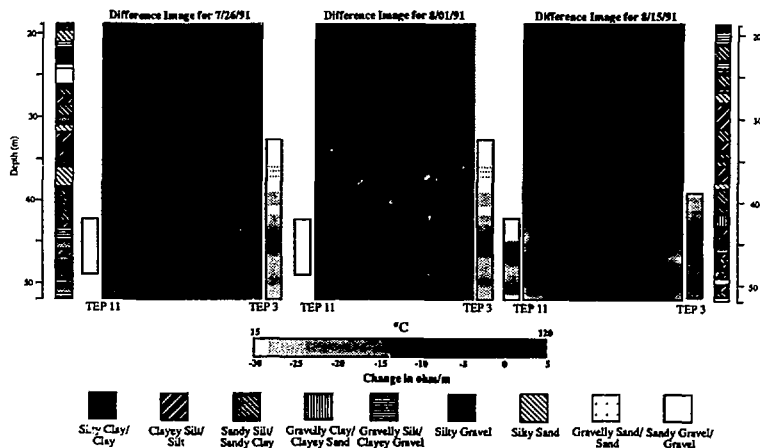 Difference Image for 7/26/91
Difference Image for 8/01/91
Difference Image for 8/15/91
20
30
40
50
Depth (m)
20
30
40
50
TEP 11
TEP 3
TEP 11
TEP 3
TEP 11
TEP 3
°C
15
120
-30
-25
-20
-15
-10
-5
0
5
Change in ohm/m
Silty Clay/
Clay
Clayey Silt/
Silt
Sandy Silt/
Sandy Clay
Gravelly Clay/
Clayey Sand
Gravelly Silt/
Clayey Gravel
Silty Gravel
Silky Sand
Gravelly Sand/
Sand
Sandy Gravel/
Gravel